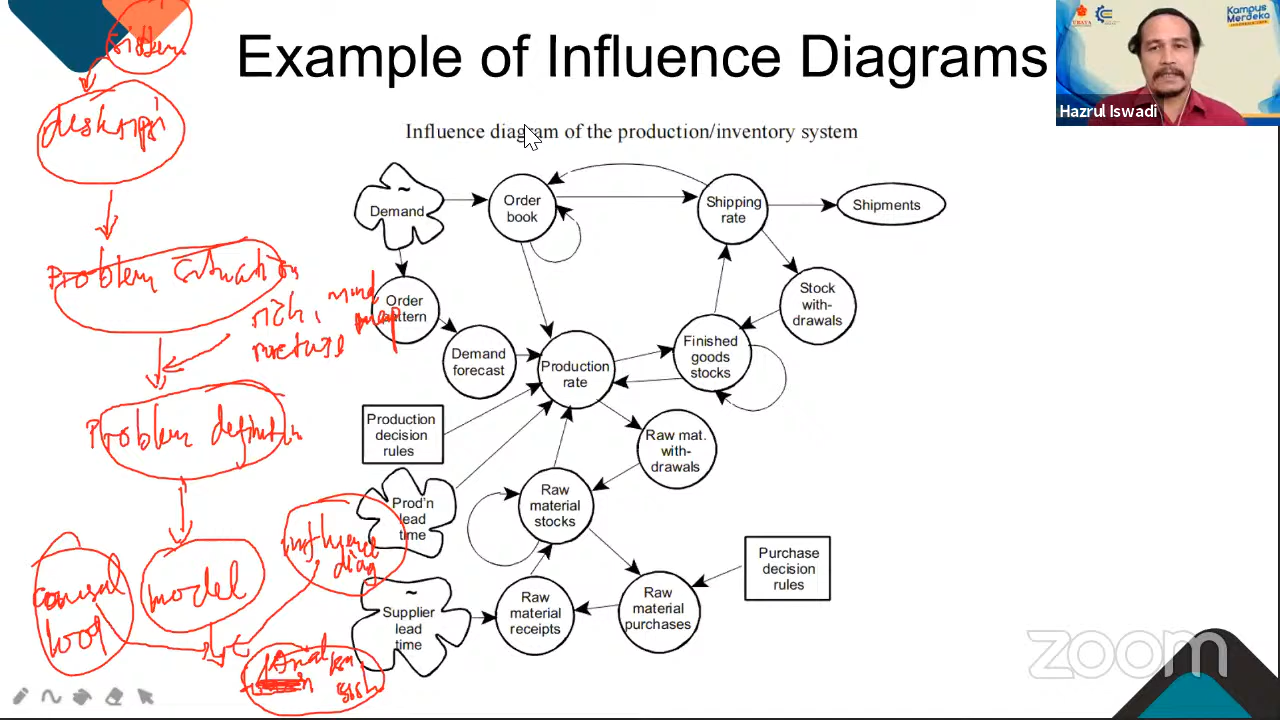 Example of Influence Diagrams
UBAYA
Kampus
Merdeka
Hazrul Iswadi
Influence diagram of the production/inventory system
~
Demand
Order
book
Shipping
rate
Shipments
Order
pattern
Stock
with-
drawals
Demand
forecast
Production
rate
Finished
goods
stocks
Production
decision
rules
Raw mat.
with-
drawals
Prod'n
lead
time
Raw
material
stocks
Purchase
decision
rules
~
Supplier
lead
time
Raw
material
receipts
Raw
material
purchases
deskripsi
Problem situation
rich, mind
map
Problem definition
influence
diag
causal
loop
model
zoom